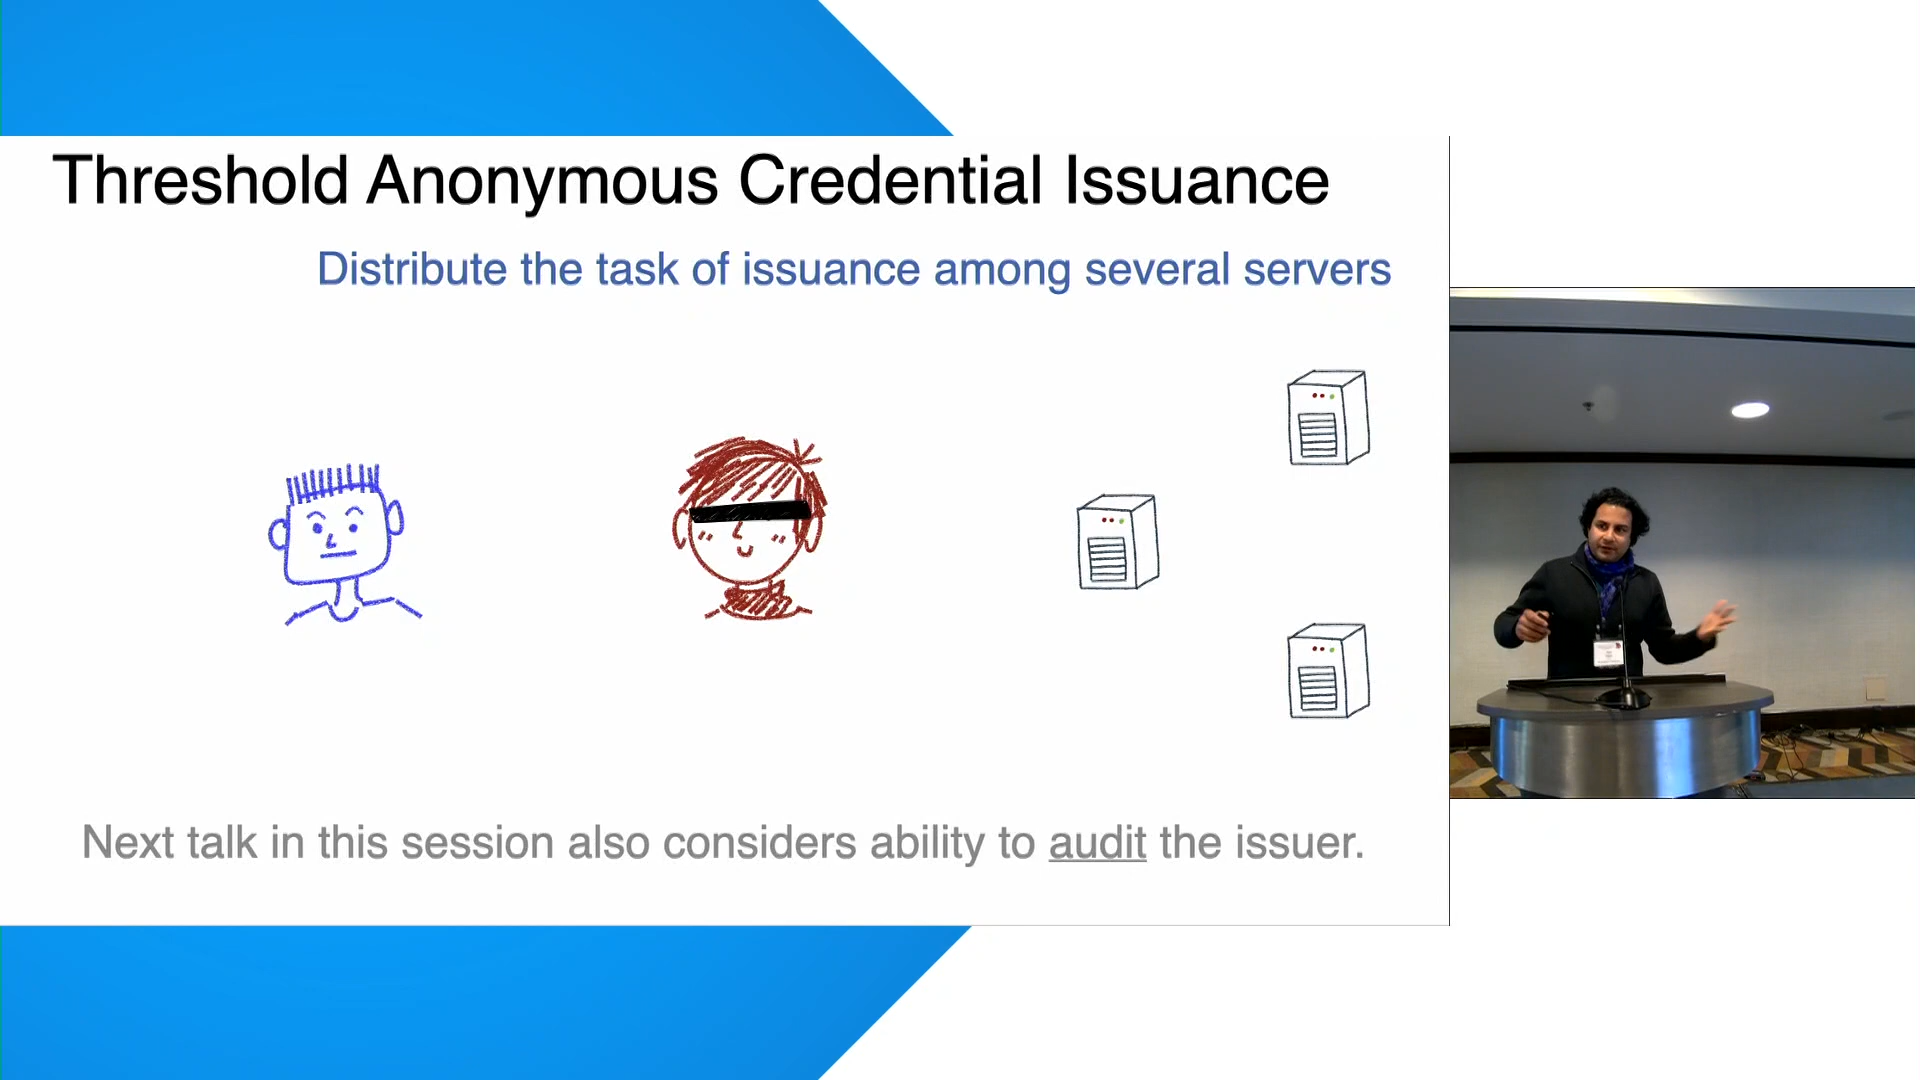 Threshold Anonymous Credential Issuance
Distribute the task of issuance among several servers
Next talk in this session also considers ability to audit the issuer.